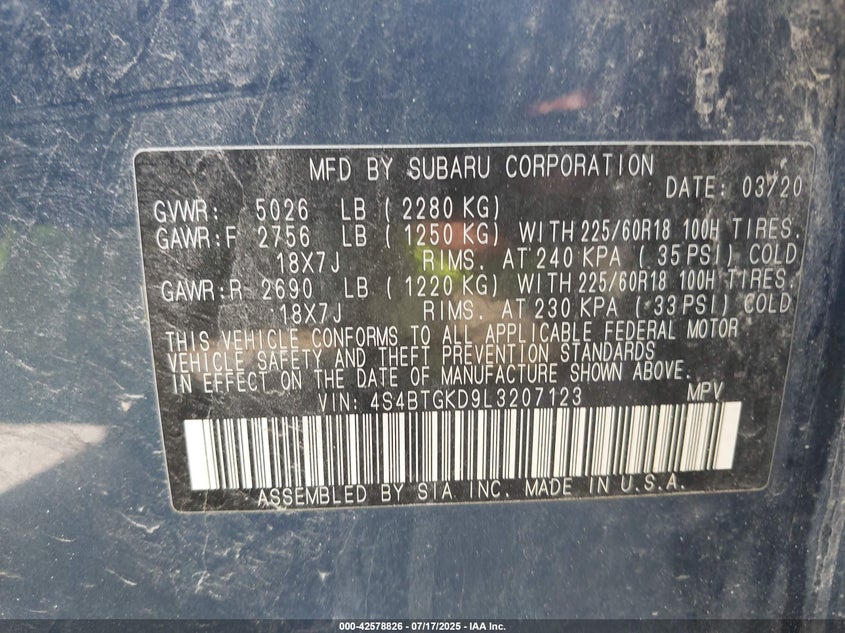 MFD BY SUBARU CORPORATION
DATE: 03/20
GVWR: 5026 LB ( 2280 KG)
GAWR:F 2756 LB ( 1250 KG) WITH 225/60R18 100H TIRES.
18X7J RIMS. AT 240 KPA ( 35 PSI) COLD
GAWR:R 2690 LB ( 1220 KG) WITH 225/60R18 100H TIRES.
18X7J RIMS. AT 230 KPA ( 33 PSI) COLD
THIS VEHICLE CONFORMS TO ALL APPLICABLE FEDERAL MOTOR
VEHICLE SAFETY AND THEFT PREVENTION STANDARDS
IN EFFECT ON THE DATE OF MANUFACTURE SHOWN ABOVE.
VIN: 4S4BTGKD9L3207123 MPV
ASSEMBLED BY SIA INC. MADE IN U.S.A.
000-42578826 - 07/17/2025 - IAA Inc.